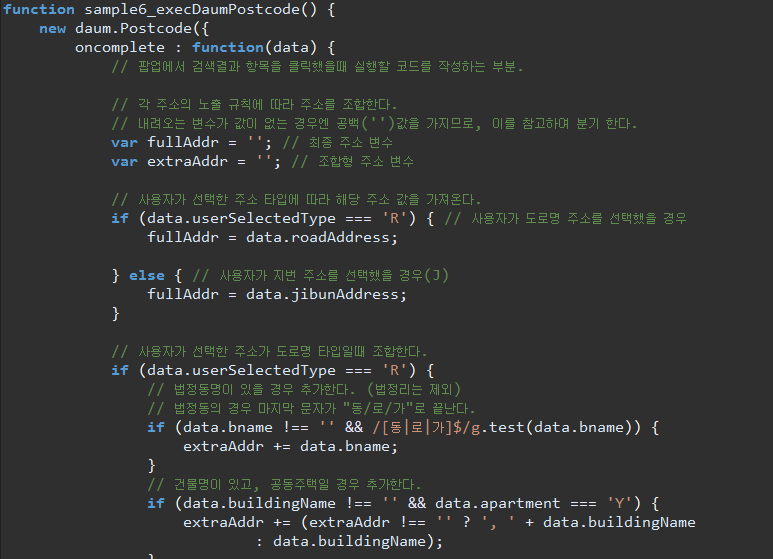 function sample6_execDaumPostcode() {
new daum.Postcode({
oncomplete : function(data) {
// 팝업에서 검색결과 항목을 클릭했을때 실행할 코드를 작성하는 부분.
// 각 주소의 노출 규칙에 따라 주소를 조합한다.
// 내려오는 변수가 값이 없는 경우엔 공백('')값을 가지므로, 이를 참고하여 분기 한다.
var fullAddr = ''; // 최종 주소 변수
var extraAddr = ''; // 조합형 주소 변수
// 사용자가 선택한 주소 타입에 따라 해당 주소 값을 가져온다.
if (data.userSelectedType === 'R') { // 사용자가 도로명 주소를 선택했을 경우
fullAddr = data.roadAddress;
} else { // 사용자가 지번 주소를 선택했을 경우(J)
fullAddr = data.jibunAddress;
}
// 사용자가 선택한 주소가 도로명 타입일때 조합한다.
if (data.userSelectedType === 'R') {
// 법정동명이 있을 경우 추가한다. (법정리는 제외)
// 법정동의 경우 마지막 문자가 "동/로/가"로 끝난다.
if (data.bname !== '' && /[동|로|가]$/g.test(data.bname)) {
extraAddr += data.bname;
}
// 건물명이 있고, 공동주택일 경우 추가한다.
if (data.buildingName !== '' && data.apartment === 'Y') {
extraAddr += (extraAddr !== '' ? ', ' + data.buildingName
: data.buildingName);
}